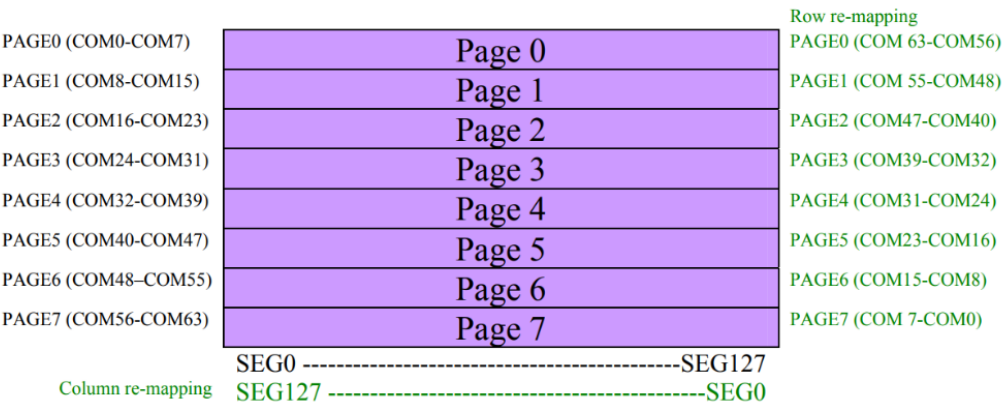 Row re-mapping
PAGE0 (COM0-COM7) Page 0 PAGE0 (COM 63-COM56)
PAGE1 (COM8-COM15) Page 1 PAGE1 (COM 55-COM48)
PAGE2 (COM16-COM23) Page 2 PAGE2 (COM47-COM40)
PAGE3 (COM24-COM31) Page 3 PAGE3 (COM39-COM32)
PAGE4 (COM32-COM39) Page 4 PAGE4 (COM31-COM24)
PAGE5 (COM40-COM47) Page 5 PAGE5 (COM23-COM16)
PAGE6 (COM48–COM55) Page 6 PAGE6 (COM15-COM8)
PAGE7 (COM56-COM63) Page 7 PAGE7 (COM 7-COM0)
SEG0 ---------------------------------------------SEG127
Column re-mapping SEG127 ---------------------------------------------SEG0